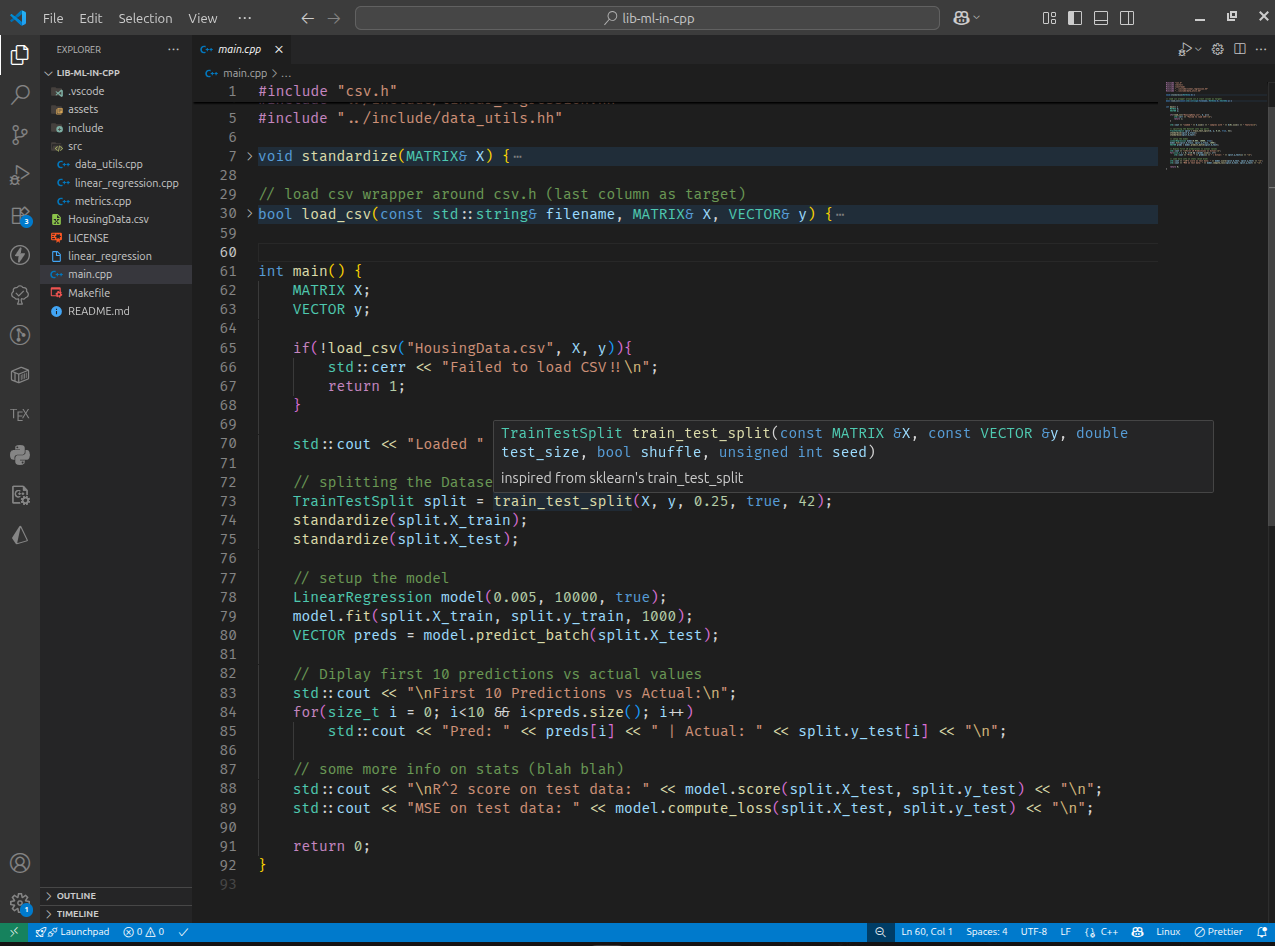 File Edit Selection View ··· lib-ml-in-cpp
EXPLORER ···
LIB-ML-IN-CPP
.vscode
assets
include
src
data_utils.cpp
linear_regression.cpp
metrics.cpp
HousingData.csv
LICENSE
linear_regression
main.cpp
Makefile
README.md
OUTLINE
TIMELINE
3
TEX
1
C++ main.cpp ×
C++ main.cpp > ...
1 #include "csv.h"
5 #include "../include/data_utils.hh"
6
7 void standardize(MATRIX& X) {⋯
28
29 // load csv wrapper around csv.h (last column as target)
30 bool load_csv(const std::string& filename, MATRIX& X, VECTOR& y) {⋯
59
60
61 int main() {
62 MATRIX X;
63 VECTOR y;
64
65 if(!load_csv("HousingData.csv", X, y)){
66 std::cerr << "Failed to load CSV!!\n";
67 return 1;
68 }
69
70 std::cout << "Loaded "
TrainTestSplit train_test_split(const MATRIX &X, const VECTOR &y, double
test_size, bool shuffle, unsigned int seed)
inspired from sklearn's train_test_split
71
72 // splitting the Datase
73 TrainTestSplit split = train_test_split(X, y, 0.25, true, 42);
74 standardize(split.X_train);
75 standardize(split.X_test);
76
77 // setup the model
78 LinearRegression model(0.005, 10000, true);
79 model.fit(split.X_train, split.y_train, 1000);
80 VECTOR preds = model.predict_batch(split.X_test);
81
82 // Diplay first 10 predictions vs actual values
83 std::cout << "\nFirst 10 Predictions vs Actual:\n";
84 for(size_t i = 0; i<10 && i<preds.size(); i++)
85 std::cout << "Pred: " << preds[i] << " | Actual: " << split.y_test[i] << "\n";
86
87 // some more info on stats (blah blah)
88 std::cout << "\nR^2 score on test data: " << model.score(split.X_test, split.y_test) << "\n";
89 std::cout << "MSE on test data: " << model.compute_loss(split.X_test, split.y_test) << "\n";
90
91 return 0;
92 }
93
Launchpad 0 0 Ln 60, Col 1 Spaces: 4 UTF-8 LF {} C++ Linux Prettier